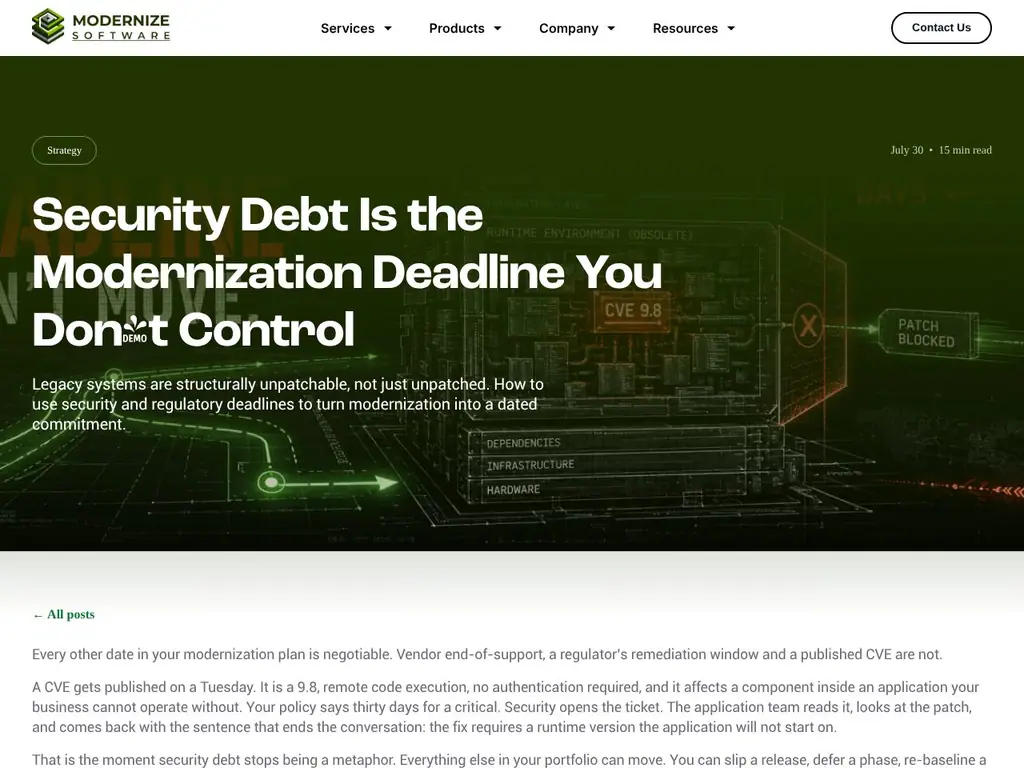 MODERNIZE
SOFTWARE
Services
Products
Company
Resources
Contact Us
Strategy
July 30 • 15 min read
Security Debt Is the
Modernization Deadline You
DonDEMOt Control
Legacy systems are structurally unpatchable, not just unpatched. How to
use security and regulatory deadlines to turn modernization into a dated
commitment.
RUNTIME ENVIRONMENT (OBSOLETE)
CVE 9.8
X
PATCH
BLOCKED
DAYS
N'T MOVE.
DEPENDENCIES
INFRASTRUCTURE
HARDWARE
← All posts
Every other date in your modernization plan is negotiable. Vendor end-of-support, a regulator's remediation window and a published CVE are not.
A CVE gets published on a Tuesday. It is a 9.8, remote code execution, no authentication required, and it affects a component inside an application your
business cannot operate without. Your policy says thirty days for a critical. Security opens the ticket. The application team reads it, looks at the patch,
and comes back with the sentence that ends the conversation: the fix requires a runtime version the application will not start on.
That is the moment security debt stops being a metaphor. Everything else in your portfolio can move. You can slip a release, defer a phase, re-baseline a